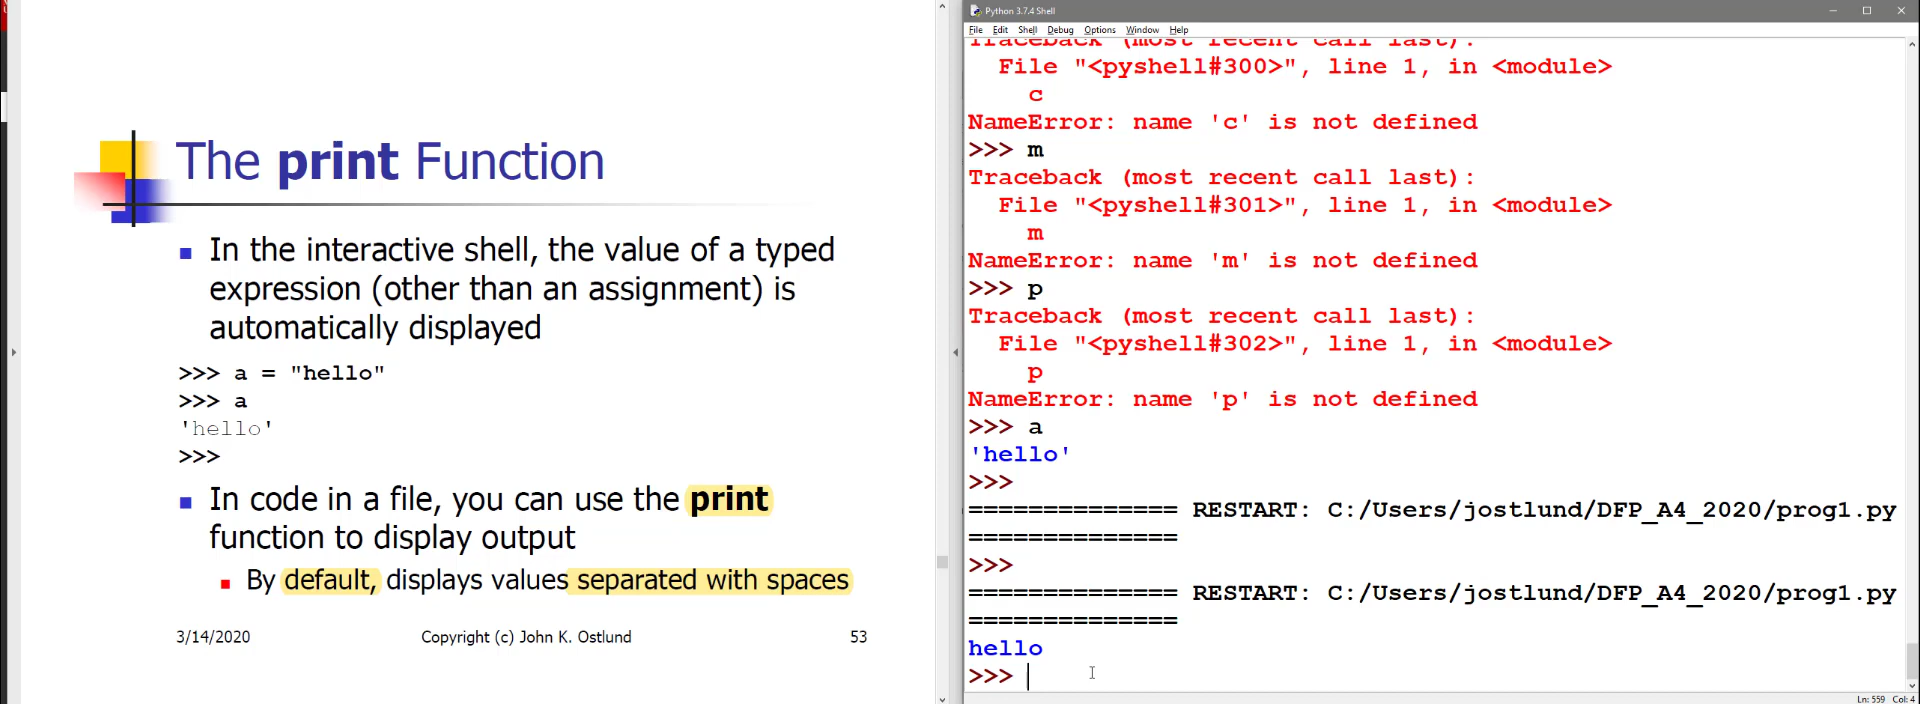 The print Function
In the interactive shell, the value of a typed
expression (other than an assignment) is
automatically displayed
>>> a = "hello"
>>> a
'hello'
>>>
In code in a file, you can use the print
function to display output
By default, displays values separated with spaces
3/14/2020
Copyright (c) John K. Ostlund
53
Python 3.7.4 Shell
File Edit Shell Debug Options Window Help
Traceback (most recent call last):
File "<pyshell#300>", line 1, in <module>
c
NameError: name 'c' is not defined
>>> m
Traceback (most recent call last):
File "<pyshell#301>", line 1, in <module>
m
NameError: name 'm' is not defined
>>> p
Traceback (most recent call last):
File "<pyshell#302>", line 1, in <module>
p
NameError: name 'p' is not defined
>>> a
'hello'
>>>
============== RESTART: C:/Users/jostlund/DFP_A4_2020/prog1.py
==============
>>>
============== RESTART: C:/Users/jostlund/DFP_A4_2020/prog1.py
==============
hello
>>>
Ln: 559 Col: 4